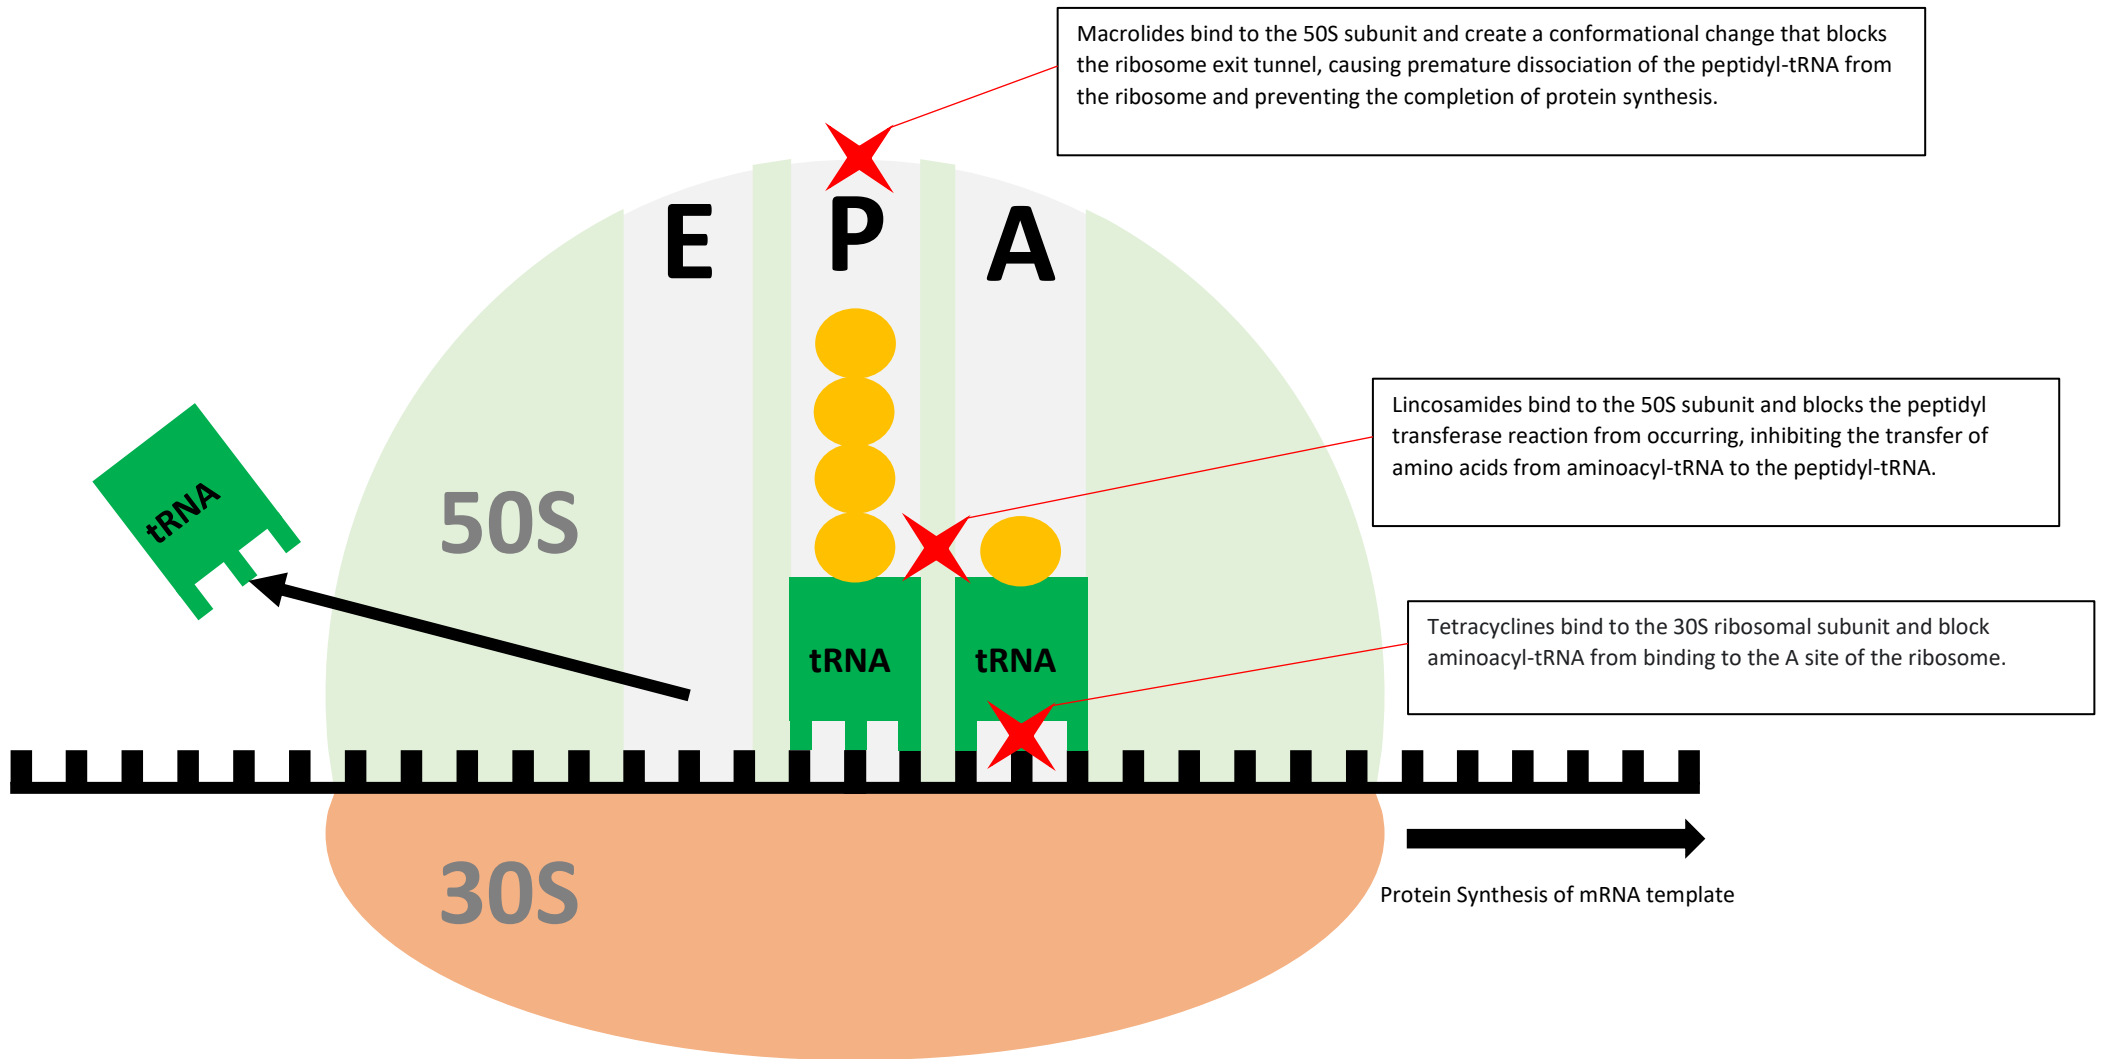 Macrolides bind to the 50S subunit and create a conformational change that blocks
the ribosome exit tunnel, causing premature dissociation of the peptidyl-tRNA from
the ribosome and preventing the completion of protein synthesis.
E P A
Lincosamides bind to the 50S subunit and blocks the peptidyl
transferase reaction from occurring, inhibiting the transfer of
amino acids from aminoacyl-tRNA to the peptidyl-tRNA.
tRNA
50S
Tetracyclines bind to the 30S ribosomal subunit and block
aminoacyl-tRNA from binding to the A site of the ribosome.
tRNA
tRNA
30S
Protein Synthesis of mRNA template